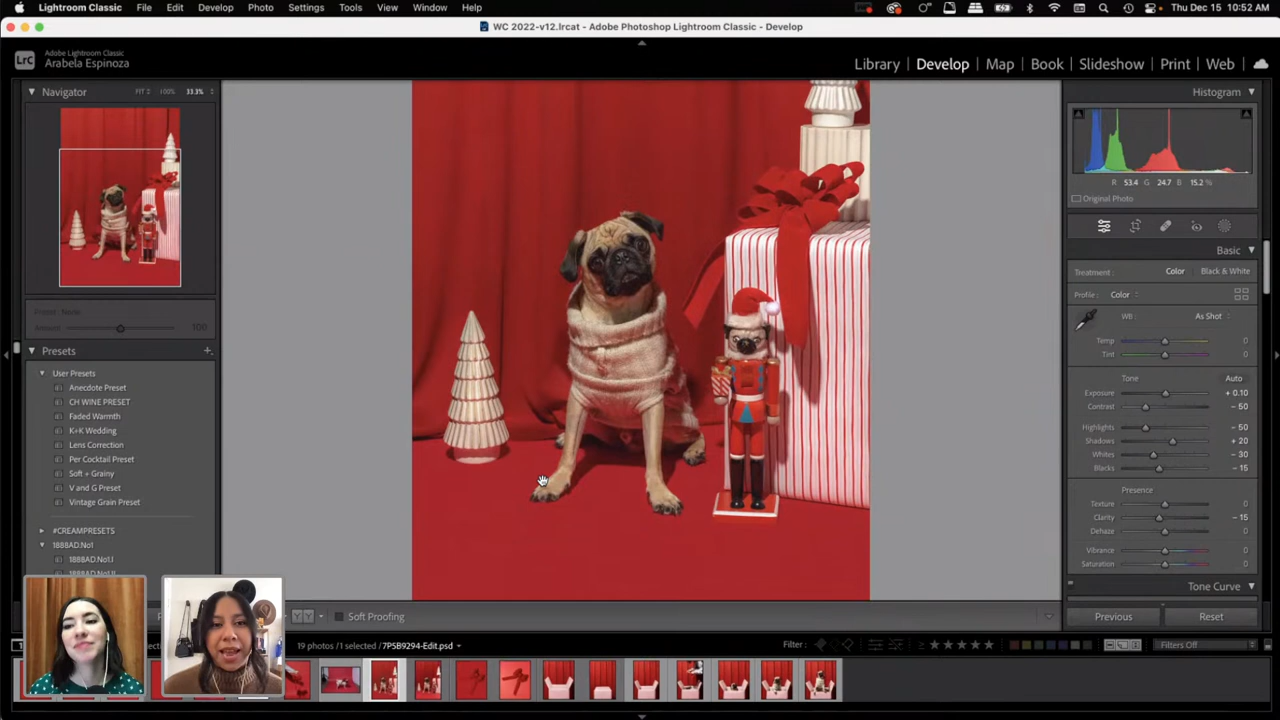 Lightroom Classic File Edit Develop Photo Settings Tools View Window Help Thu Dec 15 10:52 AM
WC 2022-v12.lrcat - Adobe Photoshop Lightroom Classic - Develop
LrC Adobe Lightroom Classic
Arabela Espinoza
Library | Develop | Map | Book | Slideshow | Print | Web
Navigator FIT 100% 33.3%
Histogram
R 53.4 G 24.7 B 15.2 %
Original Photo
Basic
Treatment: Color Black & White
Profile: Color
WB: As Shot
Temp 0
Tint 0
Tone Auto
Exposure + 0.10
Contrast - 50
Highlights - 50
Shadows + 20
Whites - 30
Blacks - 15
Presence
Texture 0
Clarity - 15
Dehaze 0
Vibrance 0
Saturation 0
Tone Curve
Previous Reset
Preset: None
Amount 100
Presets +
User Presets
Anecdote Preset
CH WINE PRESET
Faded Warmth
K+K Wedding
Lens Correction
Per Cocktail Preset
Soft + Grainy
V and G Preset
Vintage Grain Preset
#CREAMPRESETS
1888AD.No1
1888AD.No1.I
Soft Proofing
19 photos /1 selected /7PSB9294-Edit.psd
Filter: Filters Off